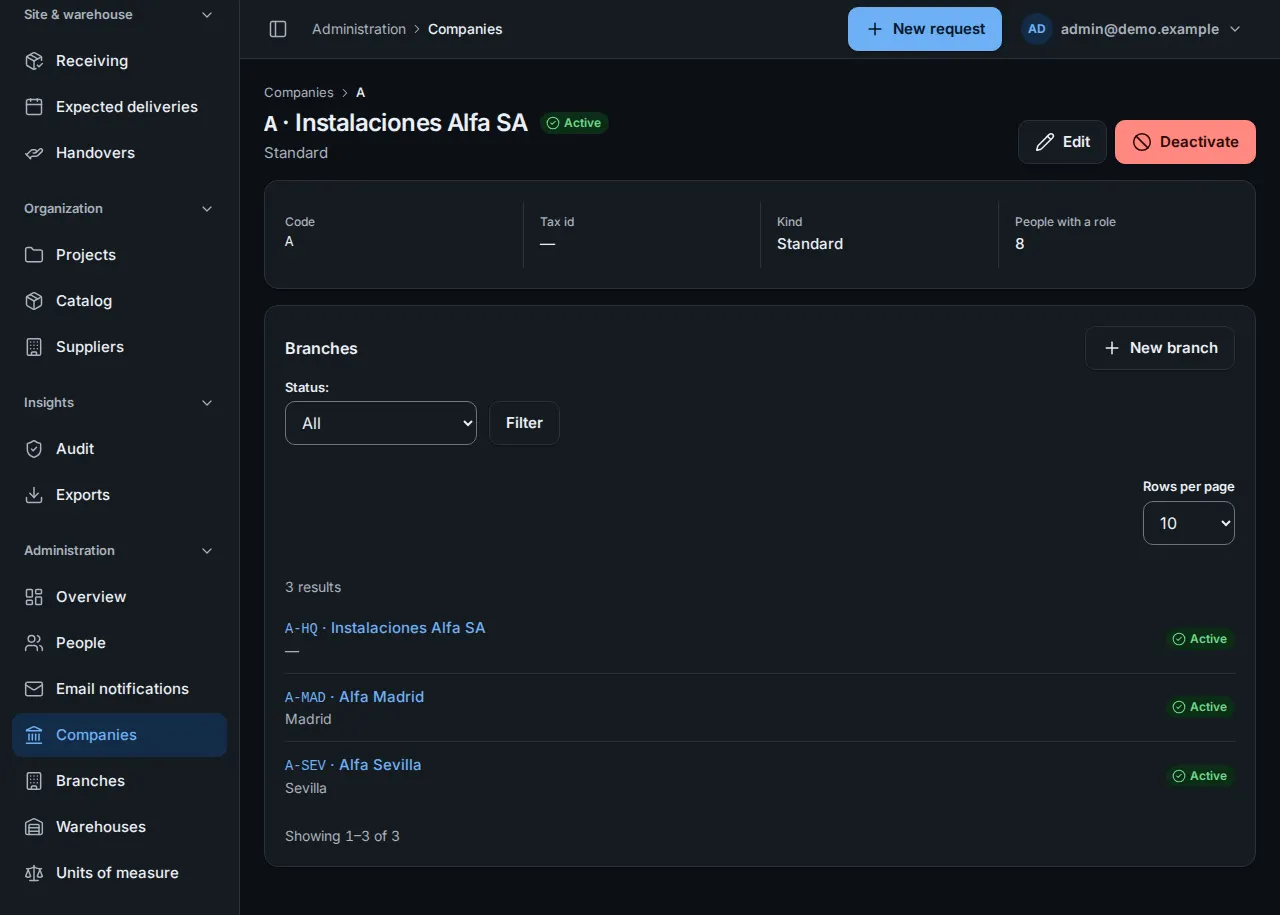 Site & warehouse
Receiving
Expected deliveries
Handovers
Organization
Projects
Catalog
Suppliers
Insights
Audit
Exports
Administration
Overview
People
Email notifications
Companies
Branches
Warehouses
Units of measure
Administration > Companies
New request
AD admin@demo.example
Companies > A
A · Instalaciones Alfa SA Active
Standard
Edit
Deactivate
Code
A
Tax id
—
Kind
Standard
People with a role
8
Branches
New branch
Status:
All
Filter
Rows per page
10
3 results
A-HQ · Instalaciones Alfa SA
—
Active
A-MAD · Alfa Madrid
Madrid
Active
A-SEV · Alfa Sevilla
Sevilla
Active
Showing 1–3 of 3